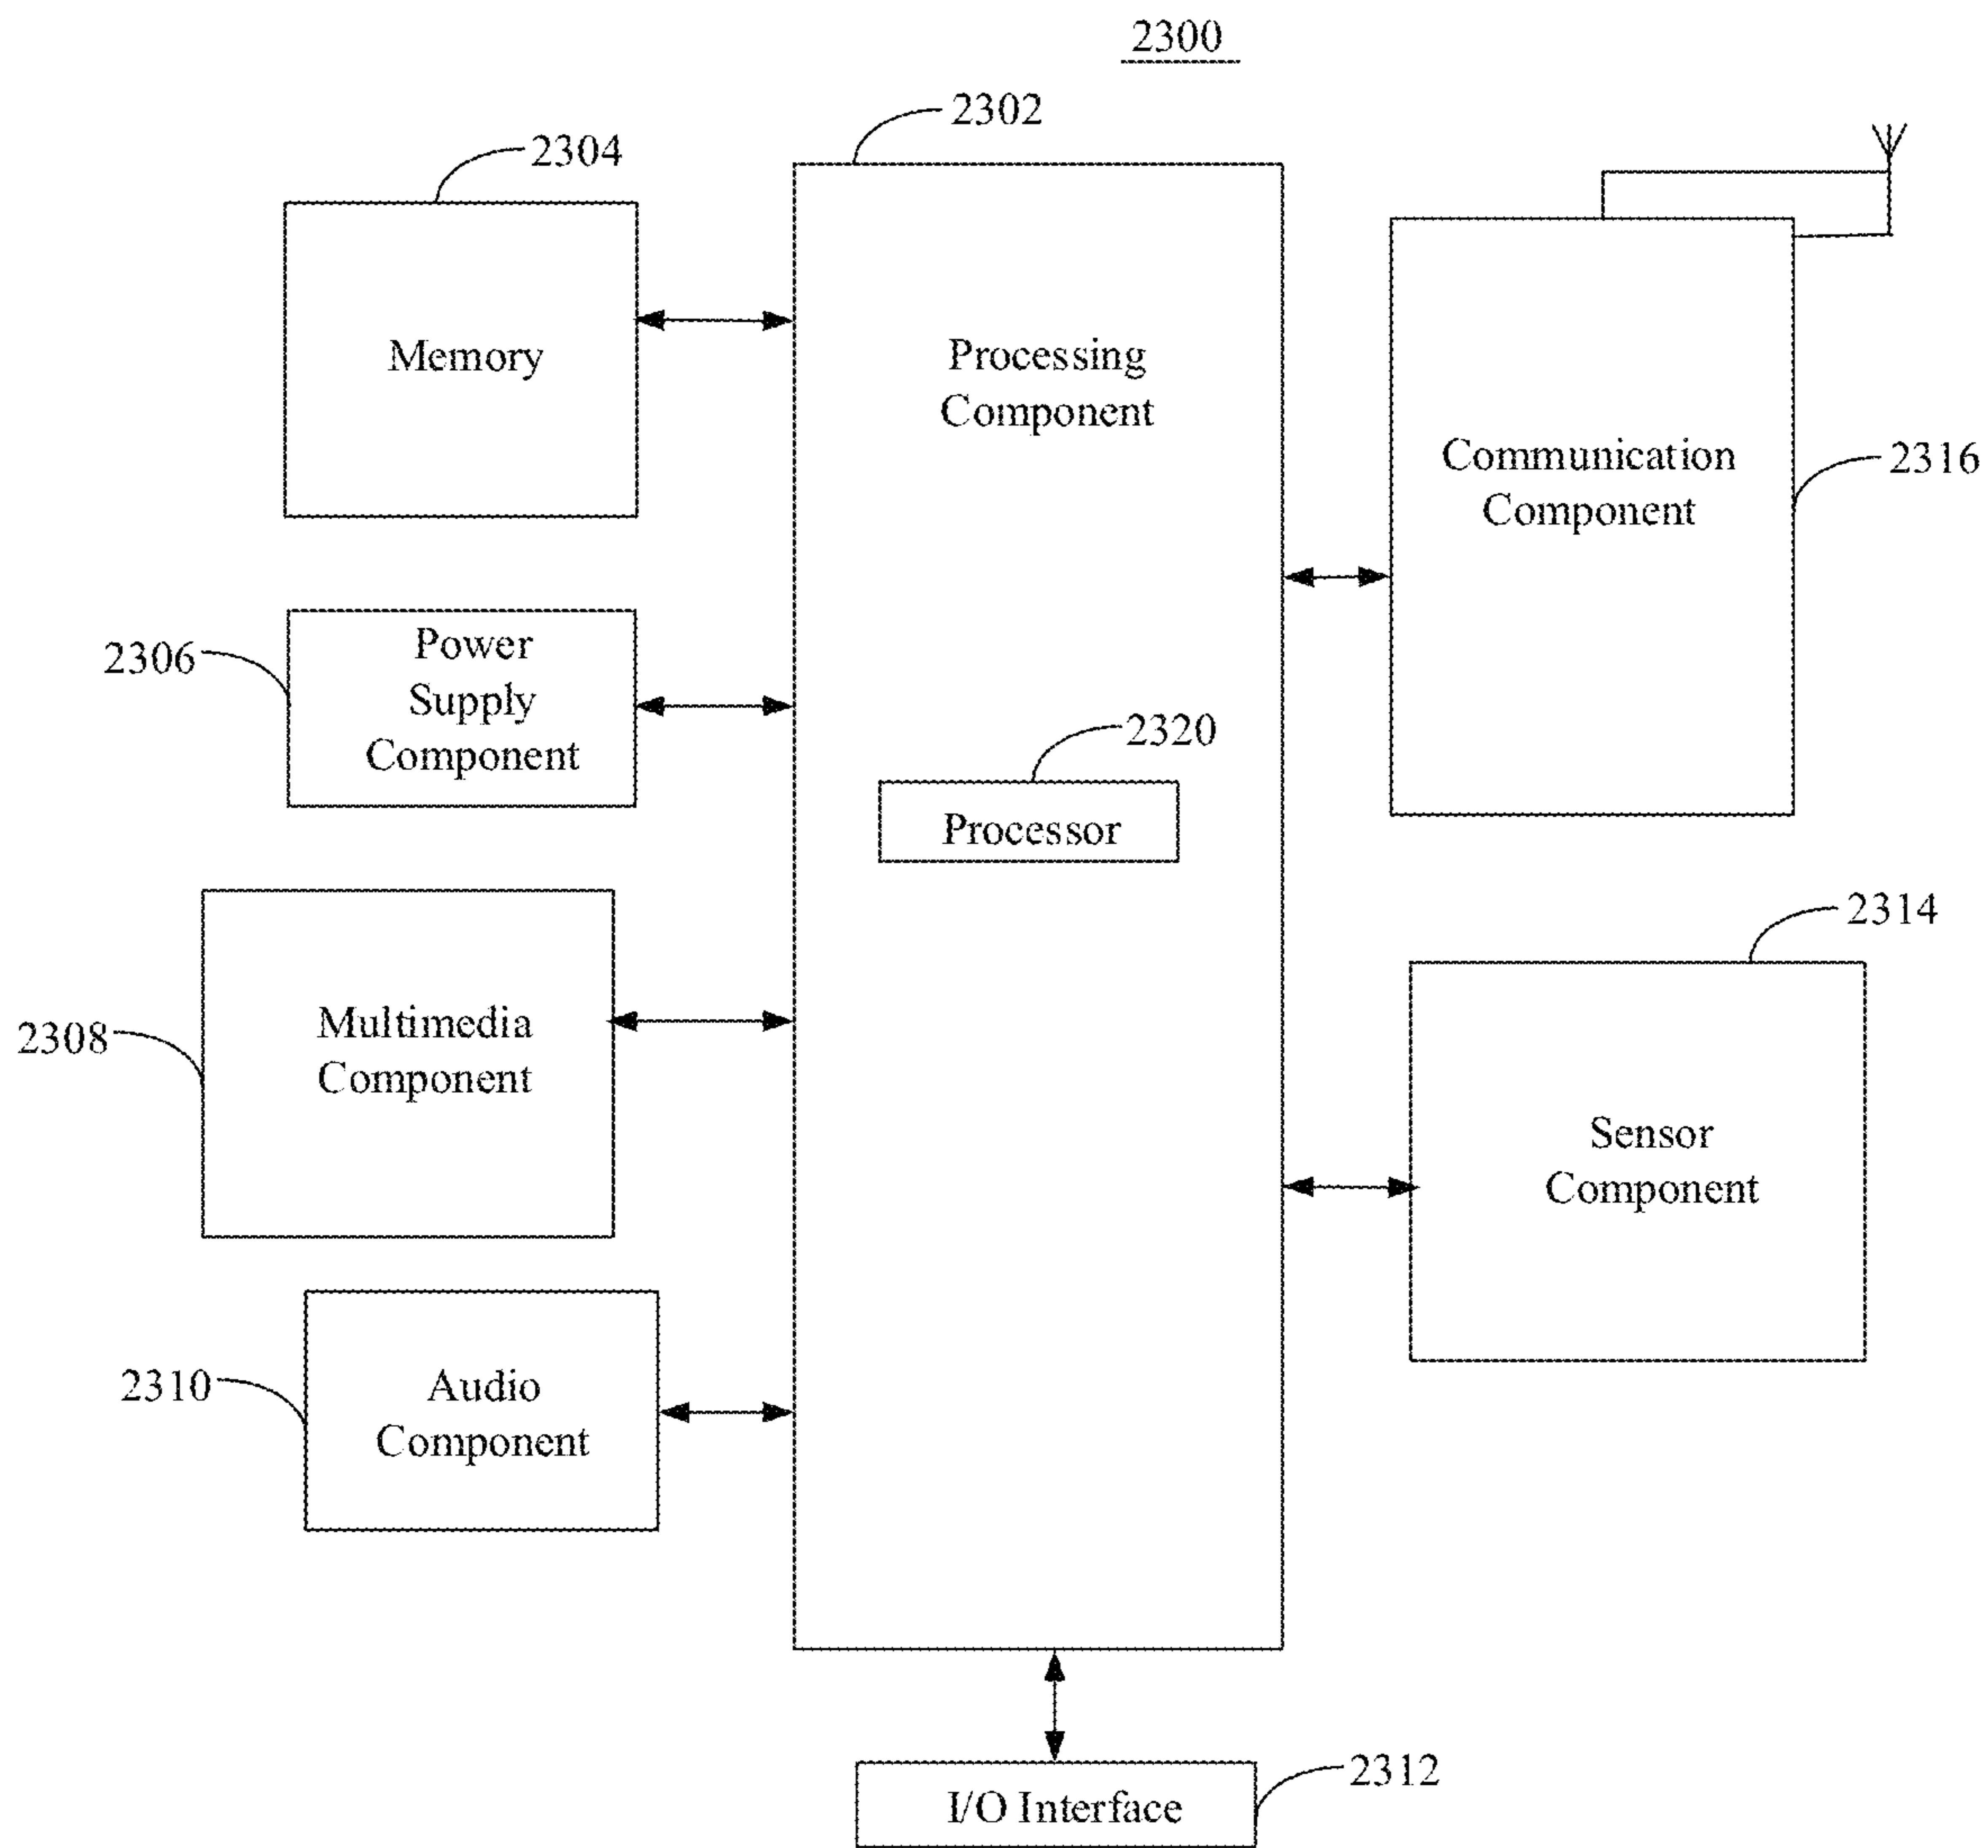 2300
2302
2304
Memory
Processing
Component
Communication
Component
2316
2306
Power
Supply
Component
2320
Processor
2308
Multimedia
Component
2314
Sensor
Component
2310
Audio
Component
I/O Interface
2312